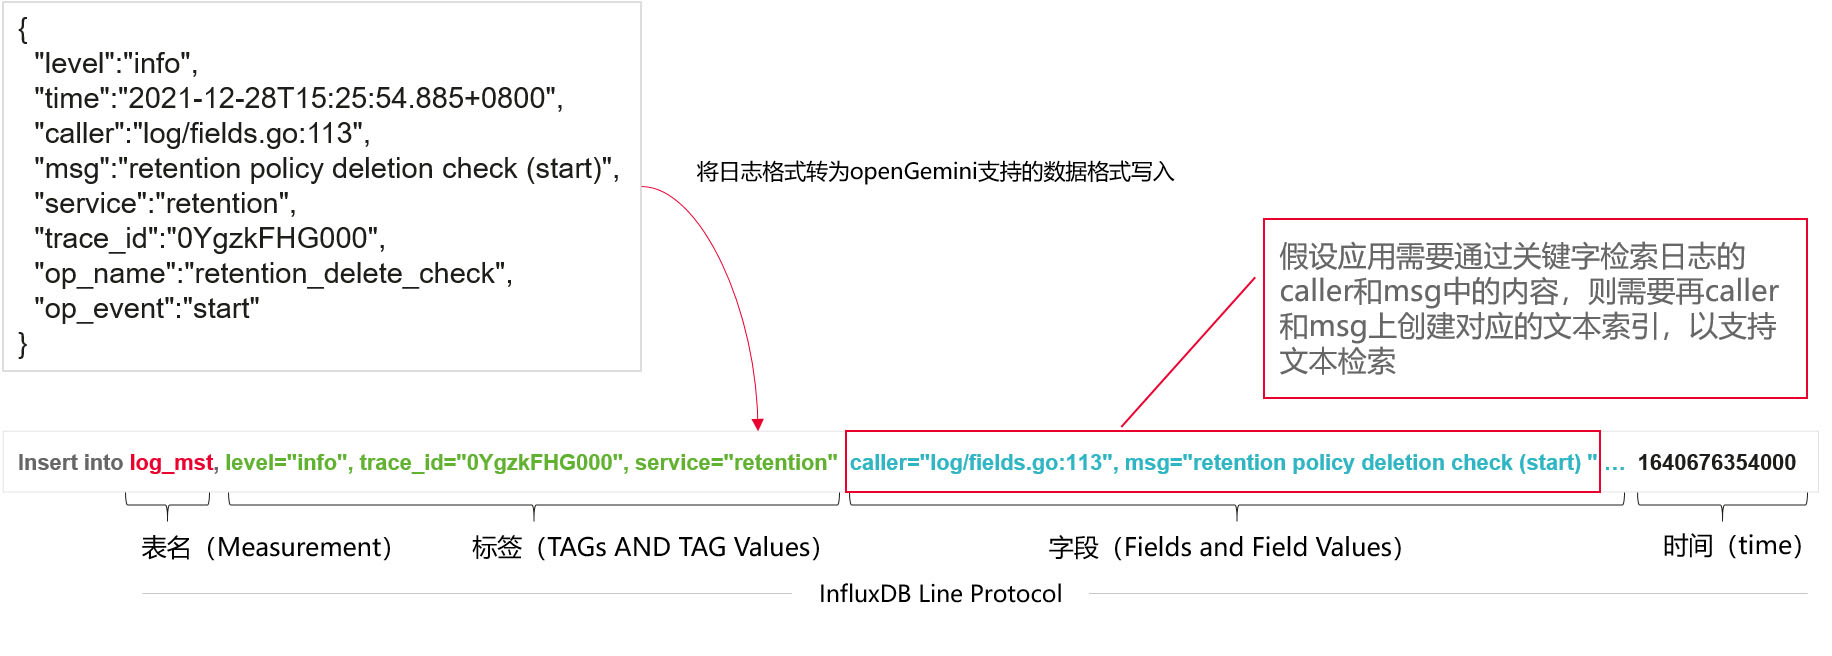 {
"level":"info",
"time":"2021-12-28T15:25:54.885+0800",
"caller":"log/fields.go:113",
"msg":"retention policy deletion check (start)",
"service":"retention",
"trace_id":"0YgzkFHG000",
"op_name":"retention_delete_check",
"op_event":"start"
}
将日志格式转为openGemini支持的数据格式写入
假设应用需要通过关键字检索日志的
caller和msg中的内容，则需要再caller
和msg上创建对应的文本索引，以支持
文本检索
Insert into log_mst, level="info", trace_id="0YgzkFHG000", service="retention" caller="log/fields.go:113", msg="retention policy deletion check (start) " ... 1640676354000
表名（Measurement） 标签（TAGs AND TAG Values） 字段（Fields and Field Values） 时间（time）
InfluxDB Line Protocol